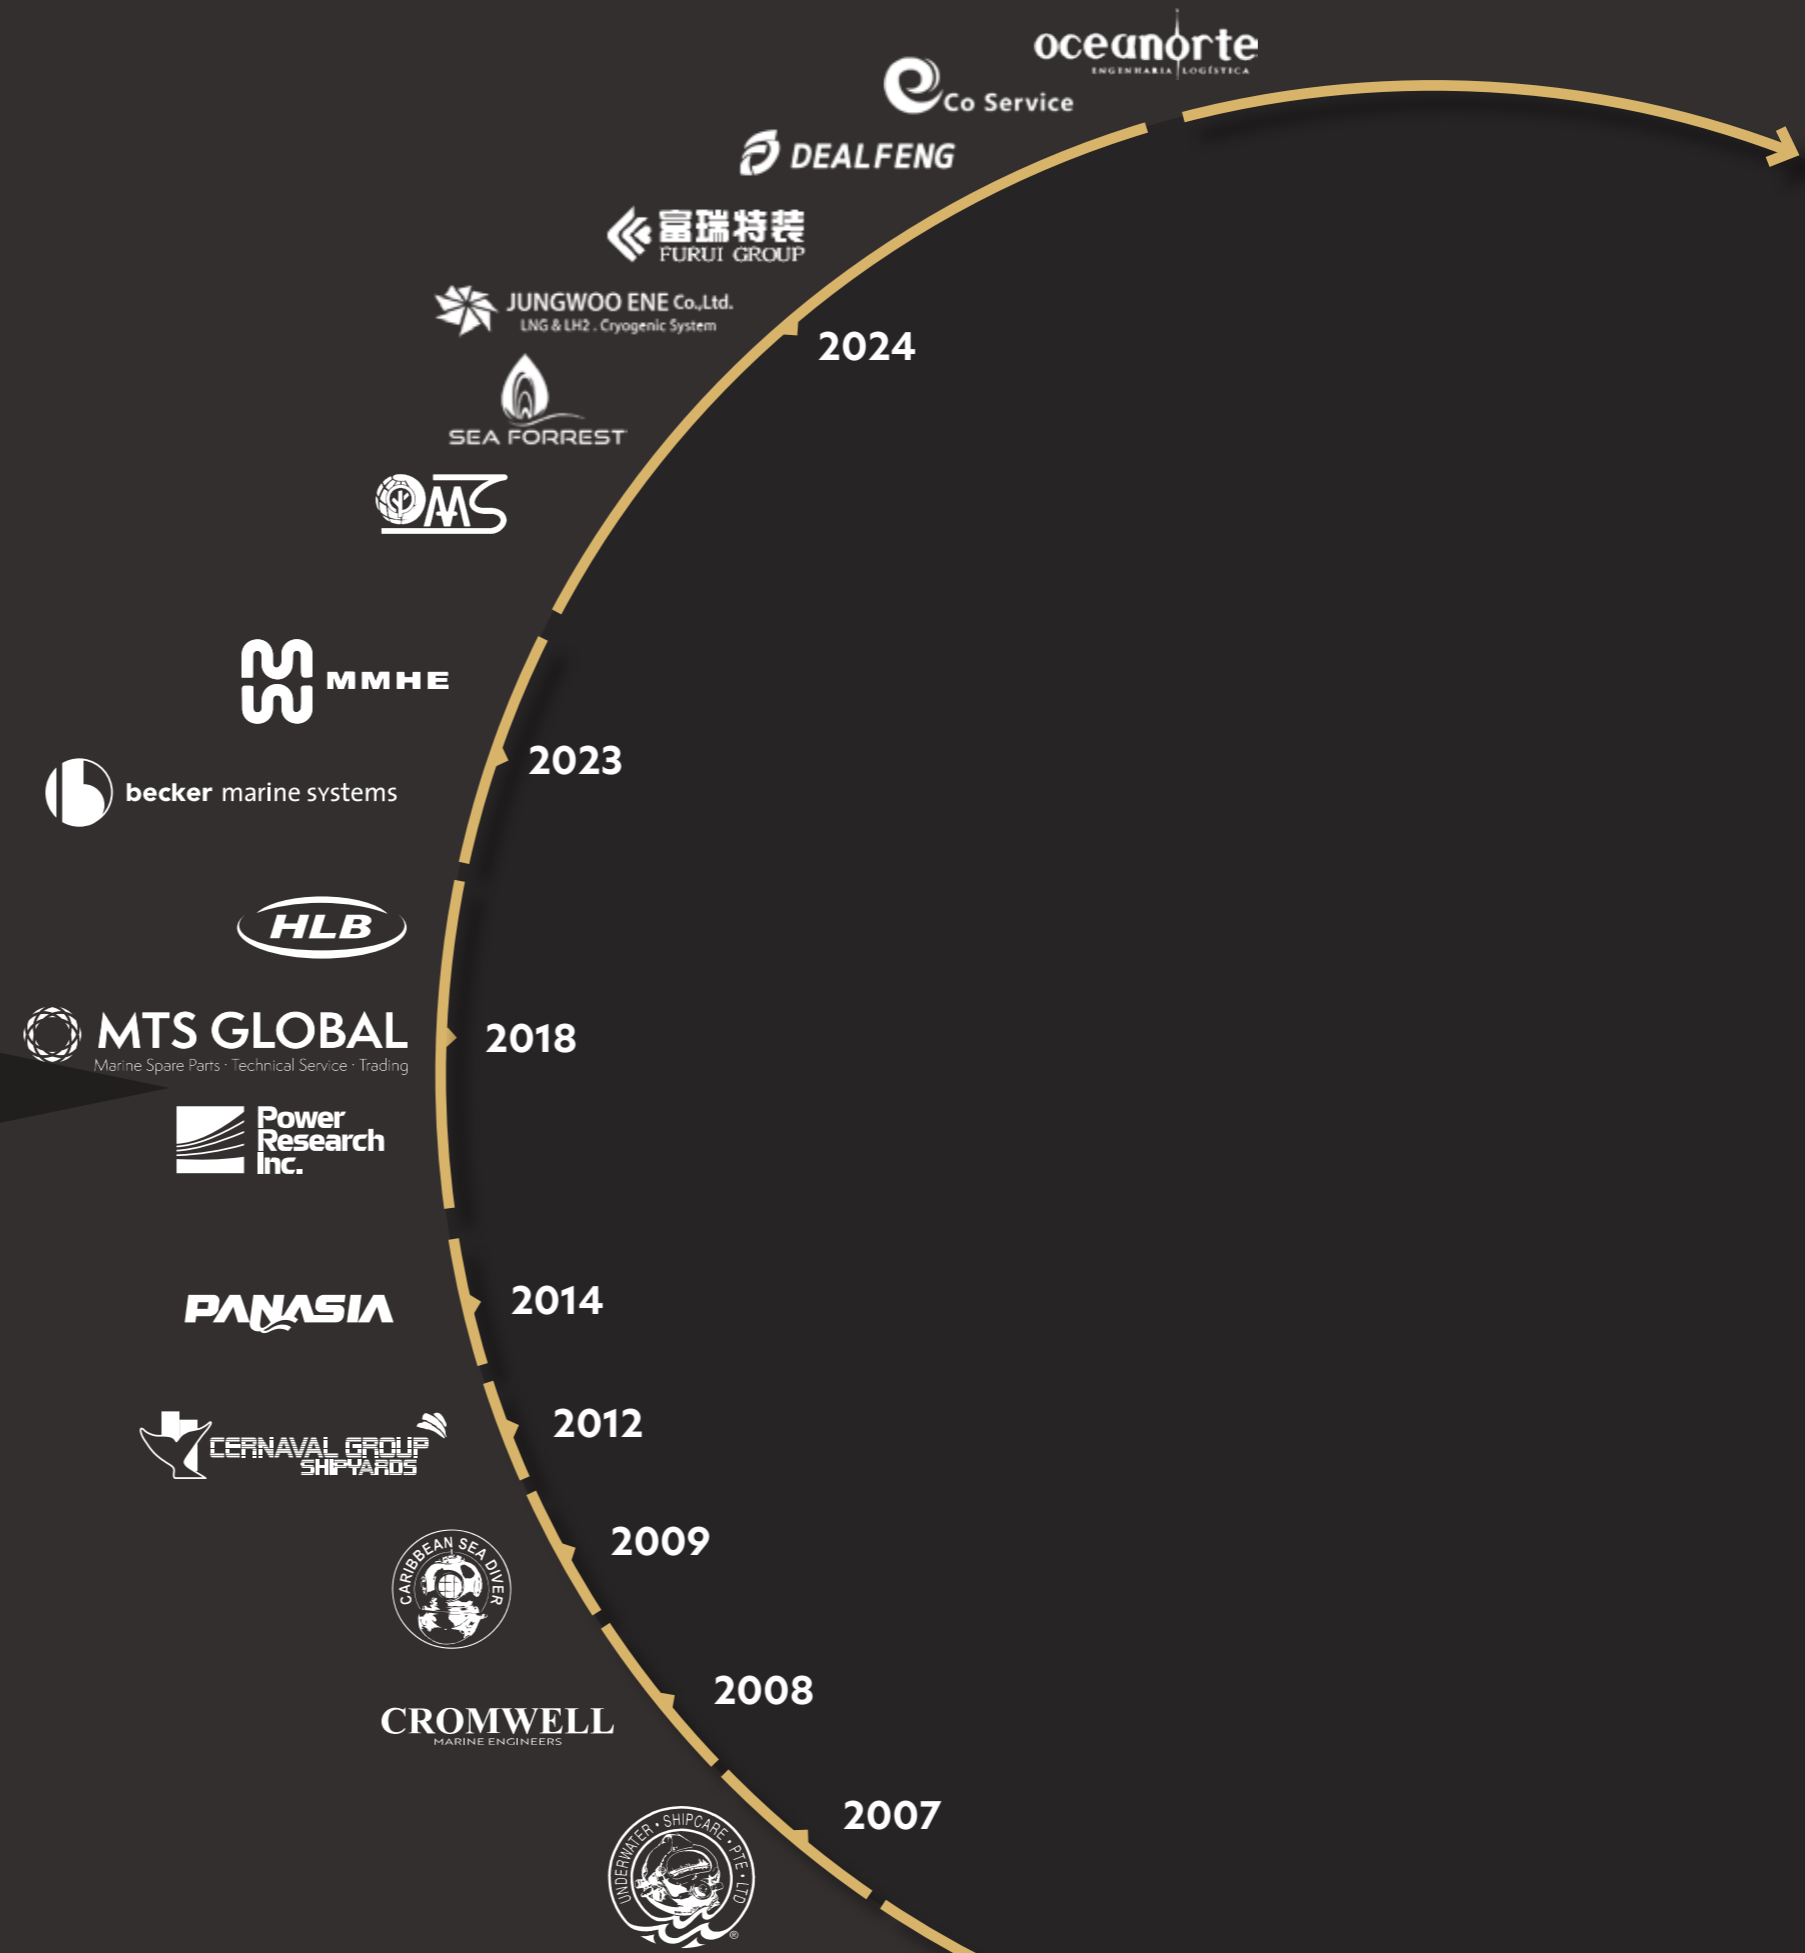 oceanorte
ENGENHARIA LOGÍSTICA
eCo Service
DEALFENG
富瑞特装
FURUI GROUP
JUNGWOO ENE Co.,Ltd.
LNG & LH2 . Cryogenic System
2024
SEA FORREST
OMS
MMHE
2023
becker marine systems
HLB
MTS GLOBAL
Marine Spare Parts · Technical Service · Trading
2018
Power
Research
Inc.
PANASIA
2014
CERNAVAL GROUP
SHIPYARDS
2012
CARIBBEAN SEA DIVER
2009
CROMWELL
MARINE ENGINEERS
2008
UNDERWATER · SHIPCARE · PTE · LTD
®
2007